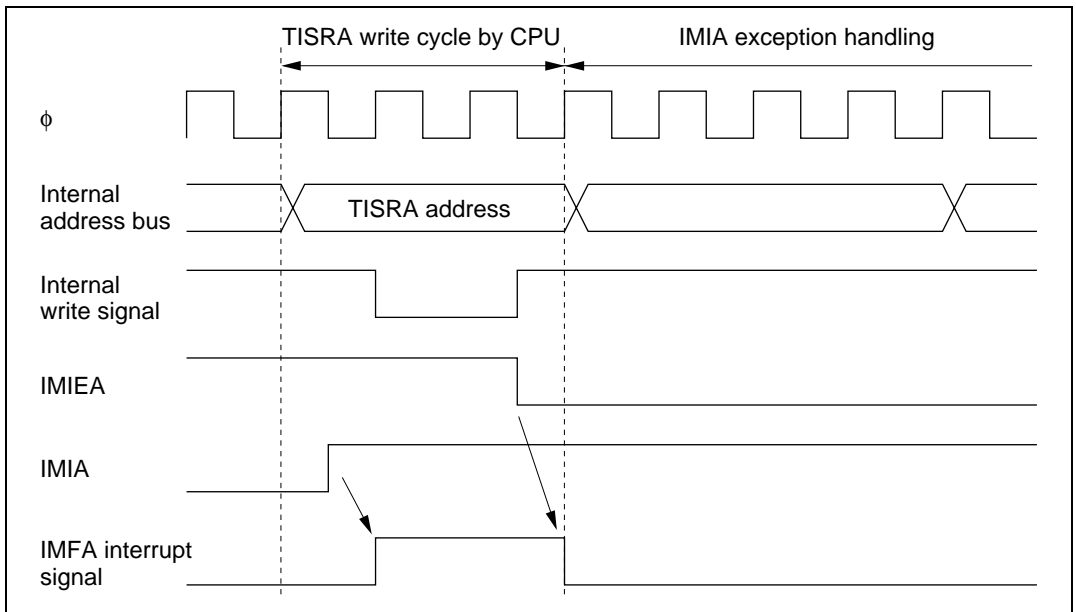 TISRA write cycle by CPU IMIA exception handling
φ
Internal
address bus
TISRA address
Internal
write signal
IMIEA
IMIA
IMFA interrupt
signal